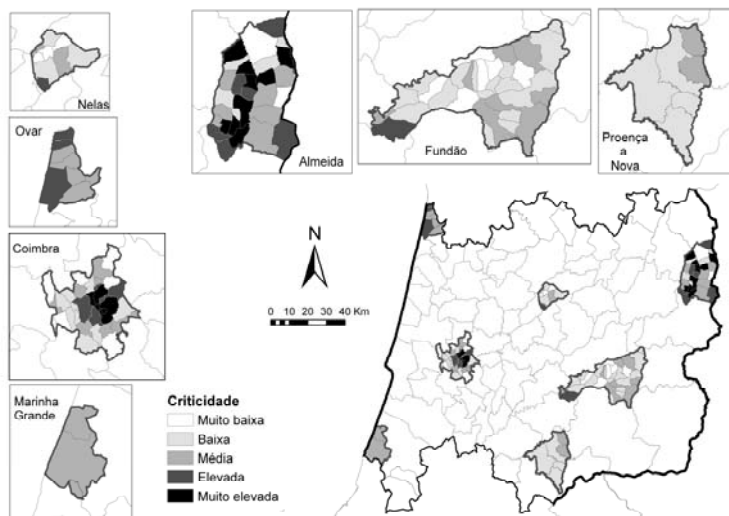 Nelas
Ovar
Coimbra
Marinha
Grande
Almeida
Fundão
Proença
a
Nova
N
0 10 20 40 Km
Criticidade
Muito baixa
Baixa
Média
Elevada
Muito elevada